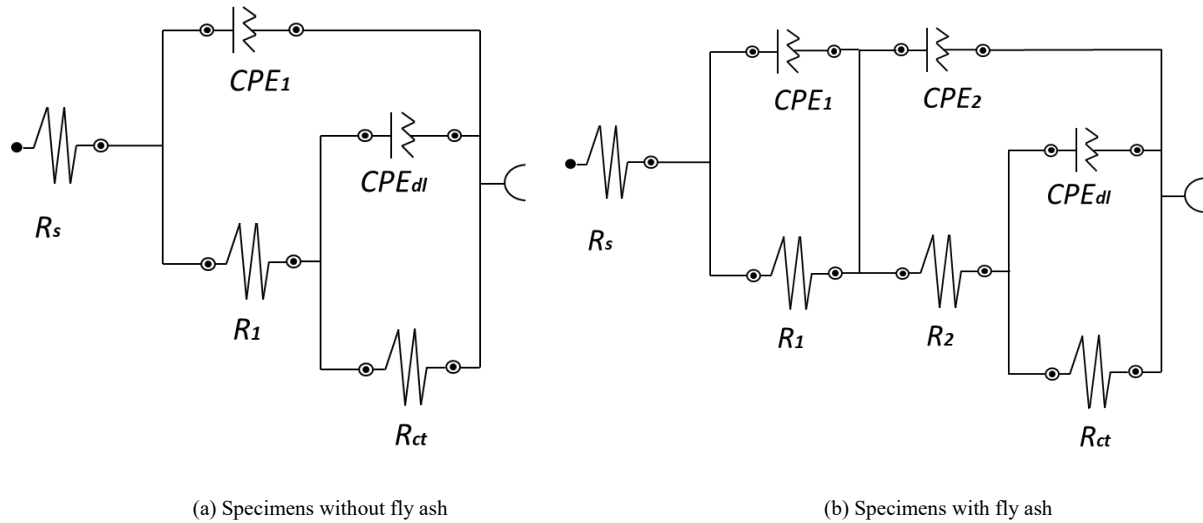 CPE1
CPEdl
Rs
R1
Rct
(a) Specimens without fly ash
CPE1
CPE2
CPEdl
Rs
R1
R2
Rct
(b) Specimens with fly ash